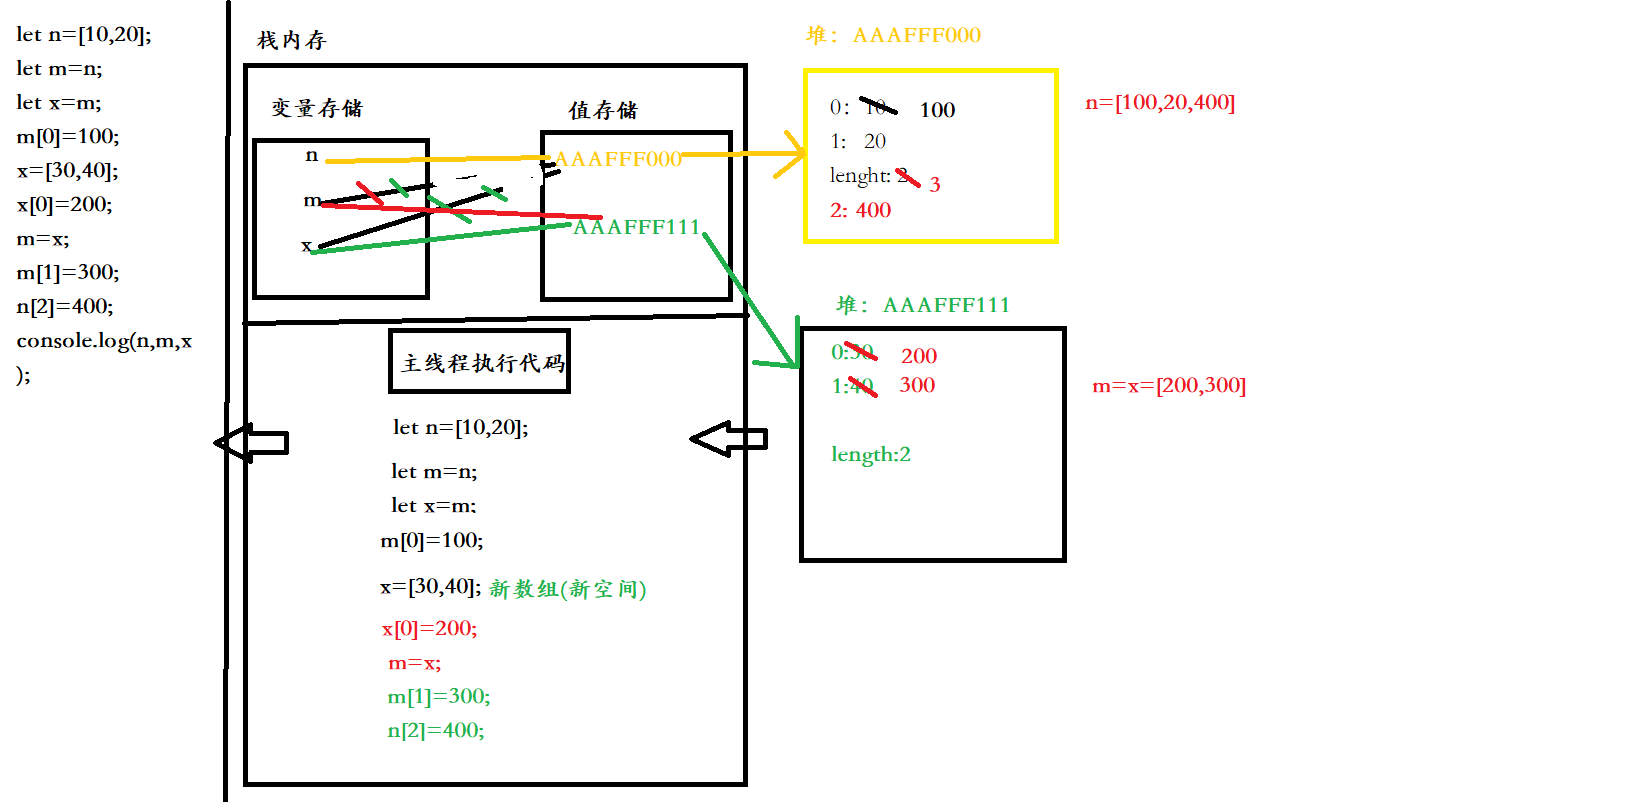 let n=[10,20];
let m=n;
let x=m;
m[0]=100;
x=[30,40];
x[0]=200;
m=x;
m[1]=300;
n[2]=400;
console.log(n,m,x
);
栈内存
变量存储
值存储
n
m
x
AAAFFF000
AAAFFF111
主线程执行代码
let n=[10,20];
let m=n;
let x=m;
m[0]=100;
x=[30,40]; 新数组(新空间)
x[0]=200;
m=x;
m[1]=300;
n[2]=400;
堆：AAAFFF000
0: 10 100
1: 20
lenght: 2 3
2: 400
n=[100,20,400]
堆：AAAFFF111
0:30 200
1:40 300
length:2
m=x=[200,300]